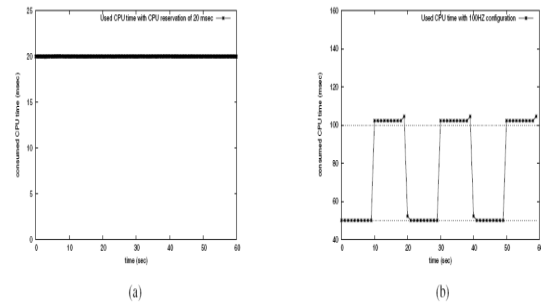 Used CPU time with CPU reservation of 20 msec
consumed CPU time (msec)
25
20
15
10
5
0
0 10 20 30 40 50 60
time (sec)
(a)
Used CPU time with 100HZ configuration
consumed CPU time (msec)
160
140
120
100
80
60
40
0 10 20 30 40 50 60
time (sec)
(b)